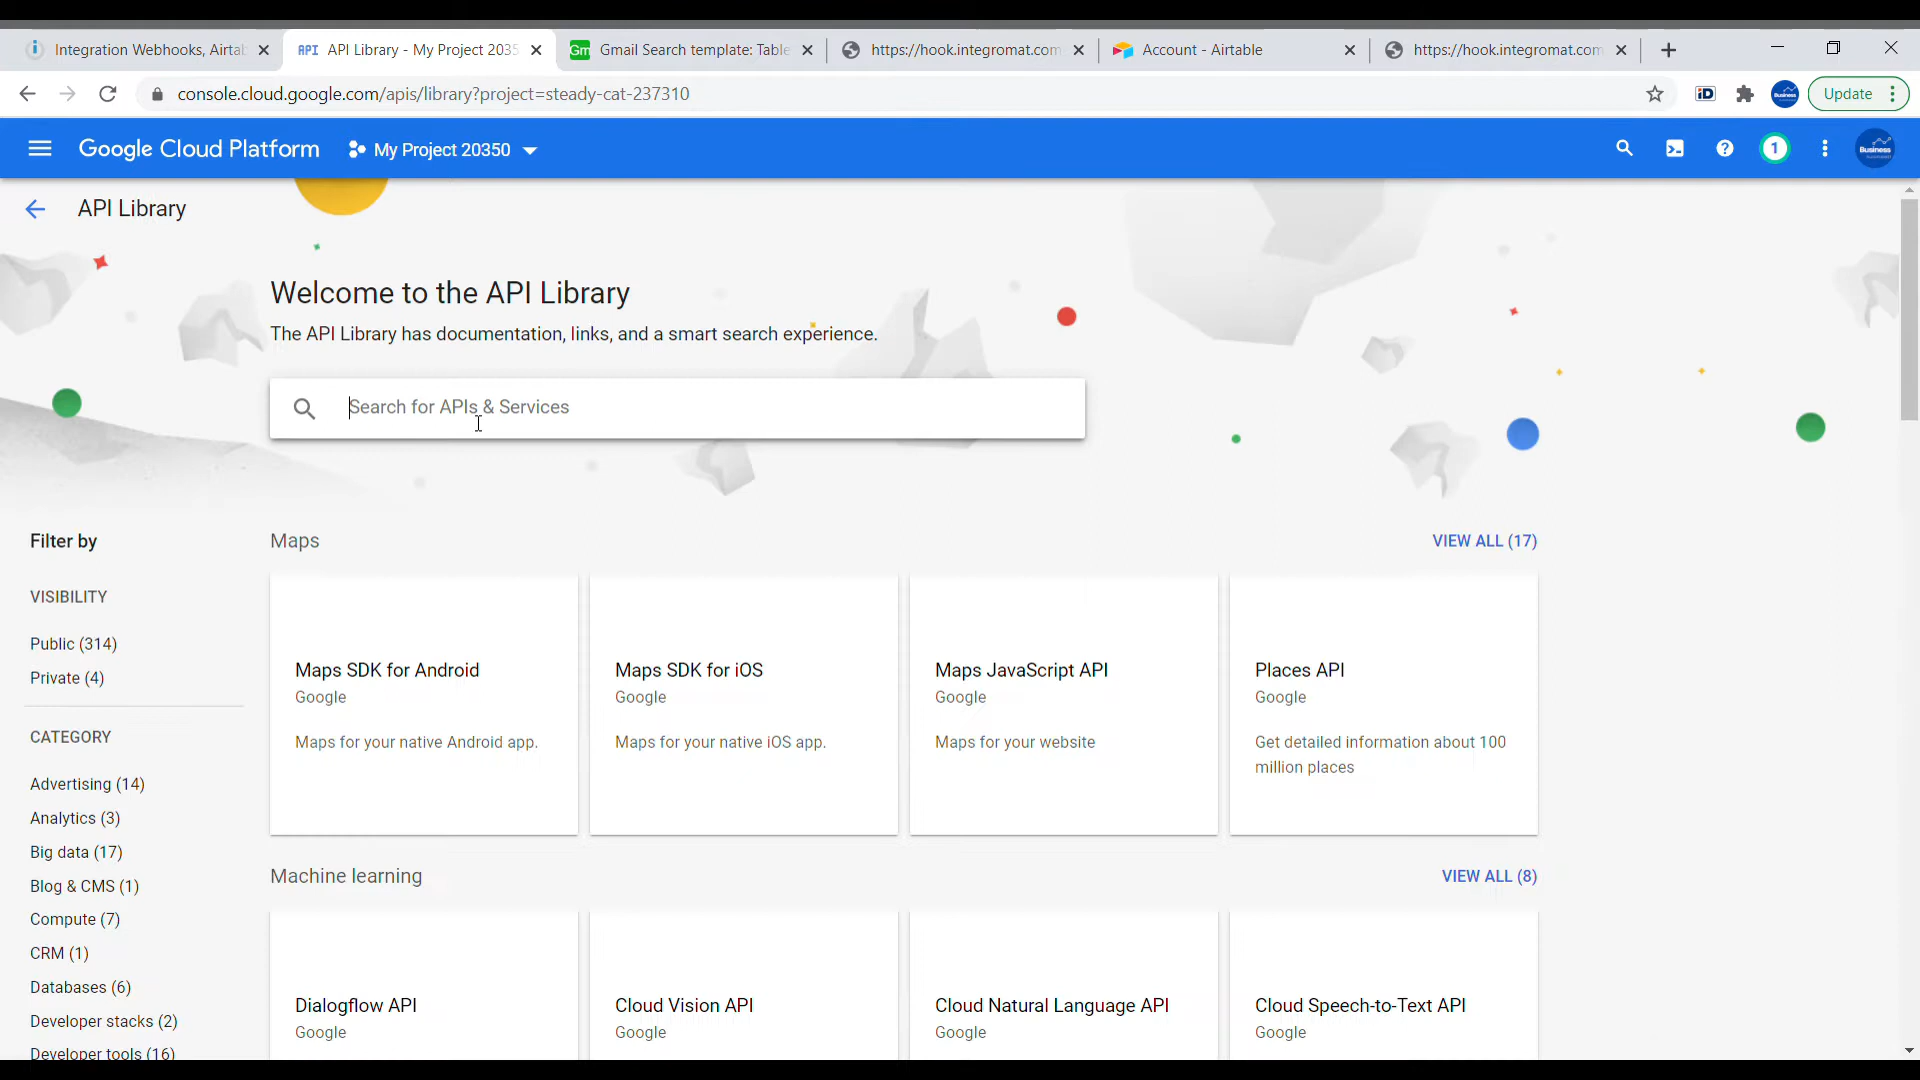 Integration Webhooks, Airtab
API Library - My Project 2035
Gmail Search template: Table
https://hook.integromat.com
Account - Airtable
https://hook.integromat.com
console.cloud.google.com/apis/library?project=steady-cat-237310
iD
Update
Google Cloud Platform
My Project 20350
1
Business
API Library
Welcome to the API Library
The API Library has documentation, links, and a smart search experience.
Search for APIs & Services
Filter by
Maps
VIEW ALL (17)
VISIBILITY
Public (314)
Private (4)
Maps SDK for Android
Google
Maps for your native Android app.
Maps SDK for iOS
Google
Maps for your native iOS app.
Maps JavaScript API
Google
Maps for your website
Places API
Google
Get detailed information about 100
million places
CATEGORY
Advertising (14)
Analytics (3)
Big data (17)
Blog & CMS (1)
Compute (7)
CRM (1)
Databases (6)
Developer stacks (2)
Developer tools (16)
Machine learning
VIEW ALL (8)
Dialogflow API
Google
Cloud Vision API
Google
Cloud Natural Language API
Google
Cloud Speech-to-Text API
Google